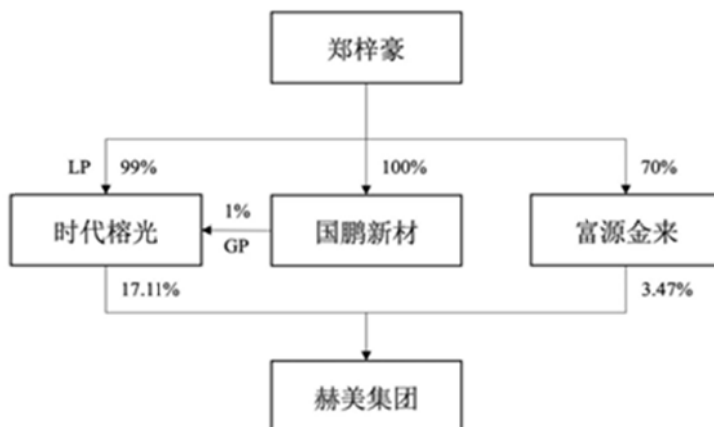 郑梓豪
LP 99%
100%
70%
时代榕光
1%
GP
国鹏新材
富源金来
17.11%
3.47%
赫美集团